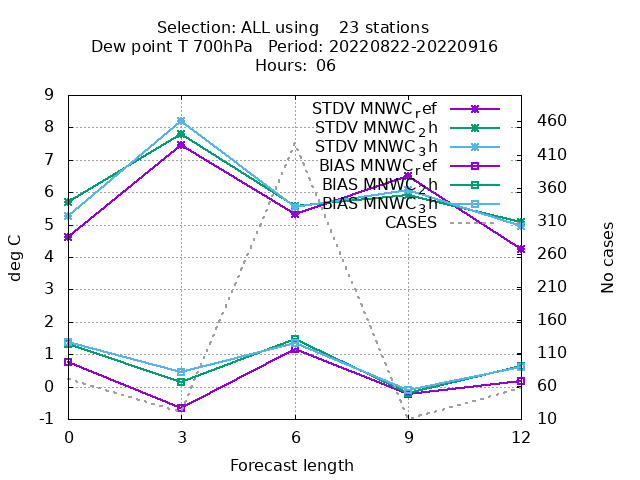 Selection: ALL using 23 stations
Dew point T 700hPa Period: 20220822-20220916
Hours: 06
STDV MNWC_ref
STDV MNWC_2h
STDV MNWC_3h
BIAS MNWC_ref
BIAS MNWC_2h
BIAS MNWC_3h
CASES
9
8
7
6
5
4
3
2
1
0
-1
deg C
460
410
360
310
260
210
160
110
60
10
No cases
0 3 6 9 12
Forecast length